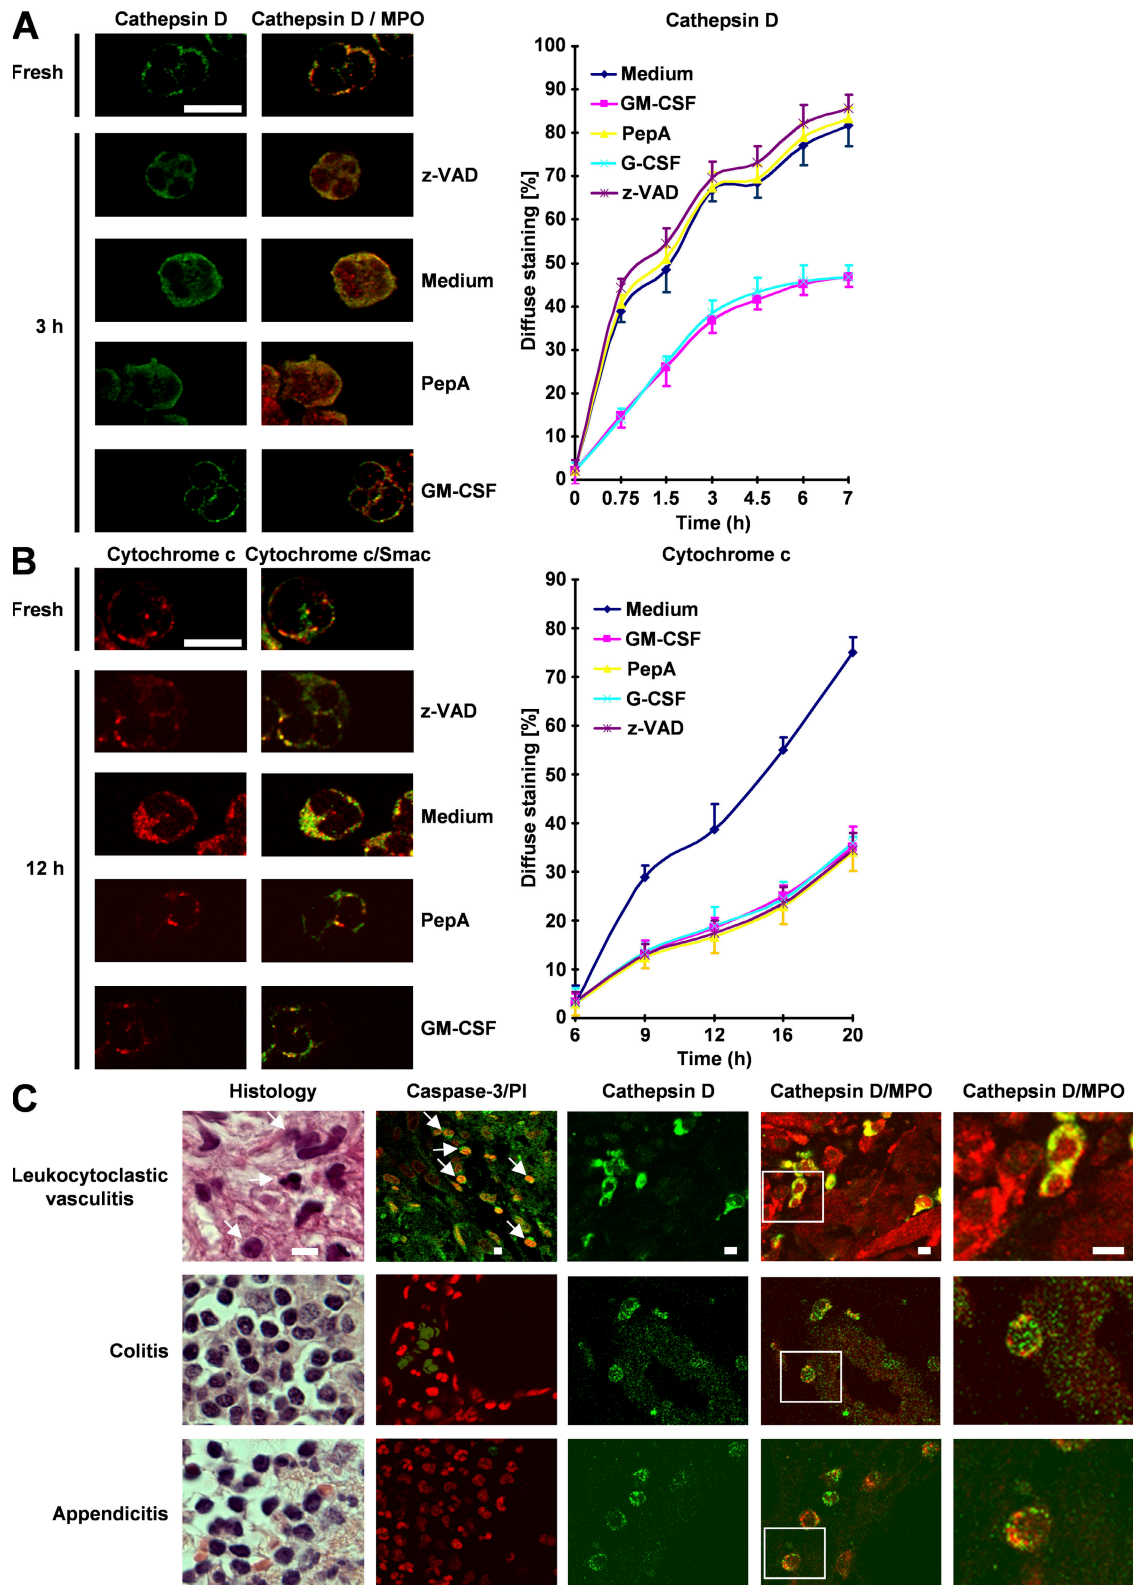 A
Cathepsin D
Cathepsin D / MPO
Fresh
3 h
z-VAD
Medium
PepA
GM-CSF
Cathepsin D
Diffuse staining [%]
100
90
80
70
60
50
40
30
20
10
0
Medium
GM-CSF
PepA
G-CSF
z-VAD
0 0.75 1.5 3 4.5 6 7
Time (h)
B
Cytochrome c
Cytochrome c/Smac
Fresh
12 h
z-VAD
Medium
PepA
GM-CSF
Cytochrome c
Diffuse staining [%]
90
80
70
60
50
40
30
20
10
0
Medium
GM-CSF
PepA
G-CSF
z-VAD
6 9 12 16 20
Time (h)
C
Histology
Caspase-3/PI
Cathepsin D
Cathepsin D/MPO
Cathepsin D/MPO
Leukocytoclastic
vasculitis
Colitis
Appendicitis